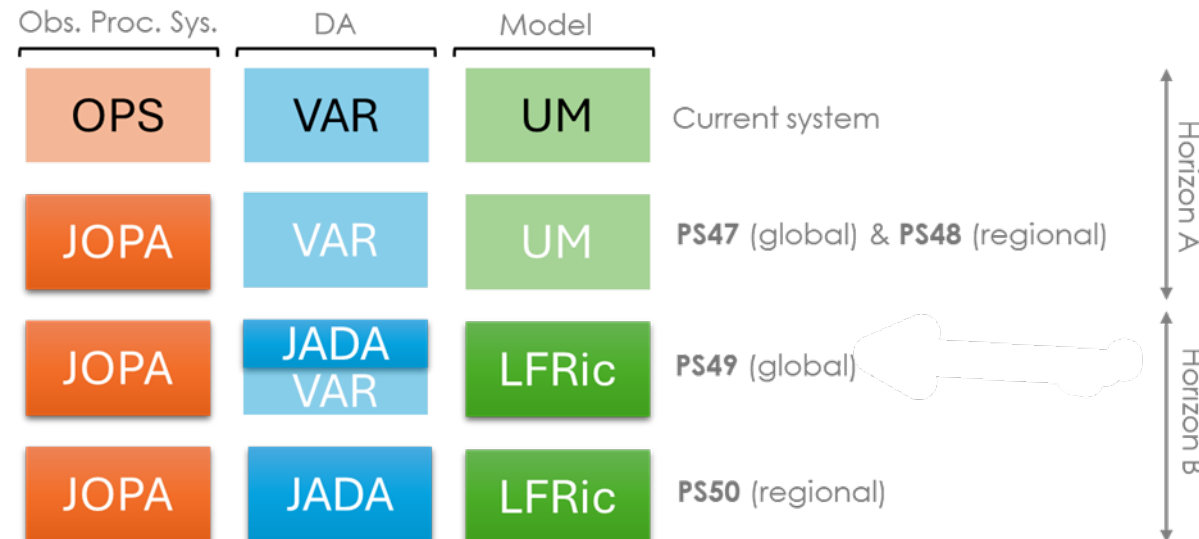 Obs. Proc. Sys. DA Model
OPS VAR UM Current system
JOPA VAR UM PS47 (global) & PS48 (regional)
Horizon A
JOPA JADA VAR LFRic PS49 (global)
JOPA JADA LFRic PS50 (regional)
Horizon B